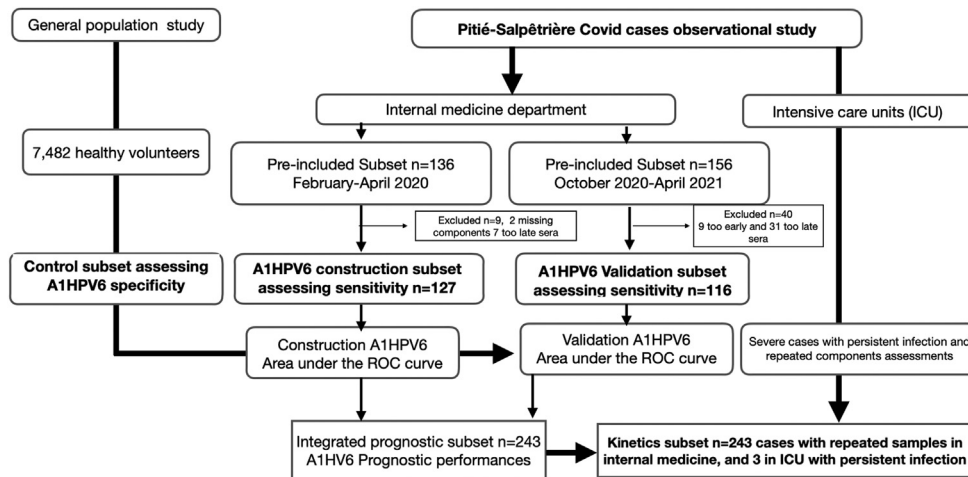 General population study
Pitié-Salpêtrière Covid cases observational study
Internal medicine department
Intensive care units (ICU)
7,482 healthy volunteers
Pre-included Subset n=136
February-April 2020
Pre-included Subset n=156
October 2020-April 2021
Excluded n=9, 2 missing
components 7 too late sera
Excluded n=40
9 too early and 31 too late
sera
Control subset assessing
A1HPV6 specificity
A1HPV6 construction subset
assessing sensitivity n=127
A1HPV6 Validation subset
assessing sensitivity n=116
Construction A1HPV6
Area under the ROC curve
Validation A1HPV6
Area under the ROC curve
Severe cases with persistent infection and
repeated components assessments
Integrated prognostic subset n=243
A1HV6 Prognostic performances
Kinetics subset n=243 cases with repeated samples in
internal medicine, and 3 in ICU with persistent infection